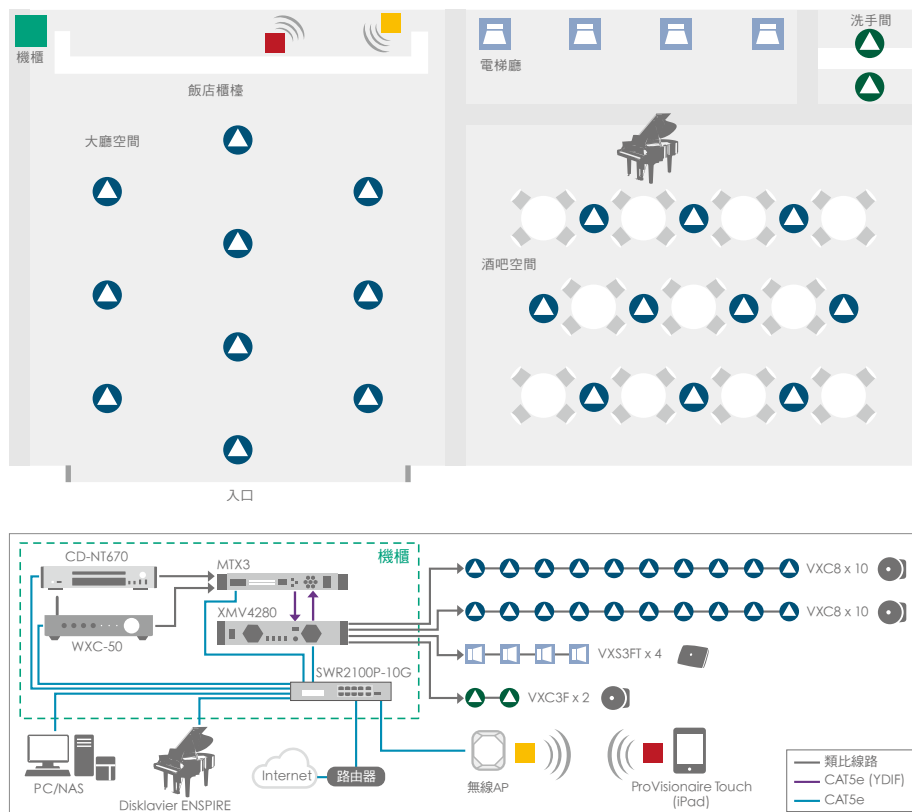 機櫃
飯店櫃檯
大廳空間
入口
電梯廳
洗手間
酒吧空間
機櫃
CD-NT670
MTX3
WXC-50
XMV4280
SWR2100P-10G
VXC8 x 10
VXC8 x 10
VXS3FT x 4
VXC3F x 2
PC/NAS
Disklavier ENSPIRE
Internet
路由器
無線AP
ProVisionaire Touch
(iPad)
類比線路
CAT5e (YDIF)
CAT5e